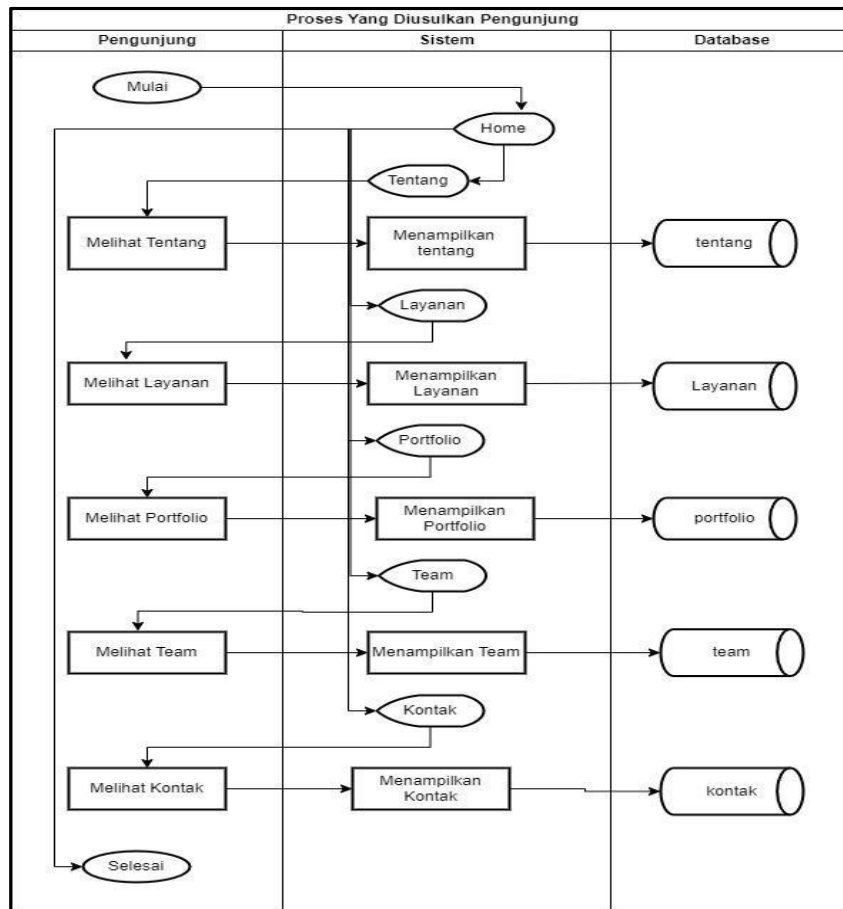 Proses Yang Diusulkan Pengunjung
Pengunjung
Sistem
Database
Mulai
Home
Tentang
Melihat Tentang
Menampilkan
tentang
tentang
Layanan
Melihat Layanan
Menampilkan
Layanan
Layanan
Portfolio
Melihat Portfolio
Menampilkan
Portfolio
portfolio
Team
Melihat Team
Menampilkan Team
team
Kontak
Melihat Kontak
Menampilkan
Kontak
kontak
Selesai